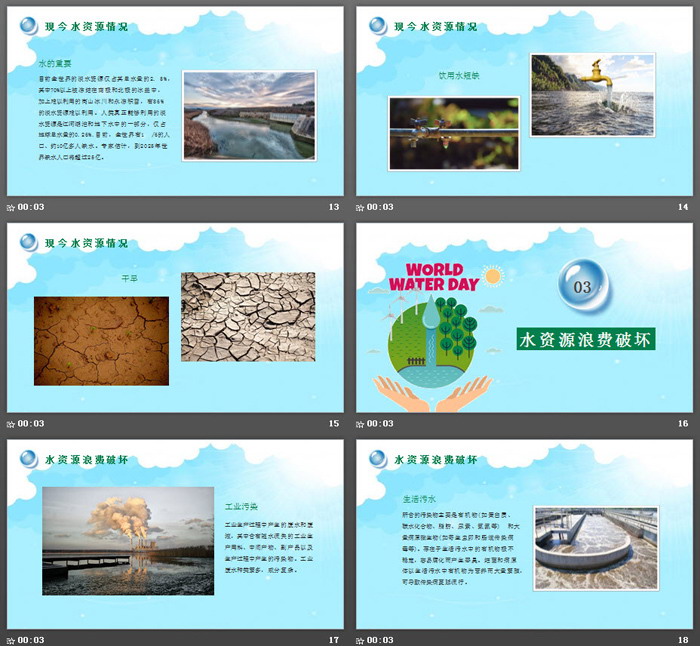 现今水资源情况
水的重要
目前全世界的淡水资源仅占其总水量的2.5%,
其中70%以上被冻结在南极和北极的冰盖中,
加上难以利用的高山冰川和永冻积雪, 有86%
的淡水资源难以利用。人类真正能够利用的淡
水资源是江河湖泊和地下水中的一部分, 仅占
地球总水量的0.26%.目前, 全世界有1/6的人
口、约10亿多人缺水。专家估计, 到2025年世
界缺水人口将超过25亿。
00:03
13
现今水资源情况
饮用水短缺
00:03
14
现今水资源情况
干旱
00:03
15
WORLD
WATER DAY
03
水资源浪费破坏
00:03
16
水资源浪费破坏
工业污染
工业生产过程中产生的废水和废
液, 其中含有随水流失的工业生
产用料、中间产物、副产品以及
生产过程中产生的污染物。工业
废水种类繁多, 成分复杂。
00:03
17
水资源浪费破坏
生活污水
所含的污染物主要是有机物(如蛋白质、
碳水化合物、脂肪、尿素、氨氮等) 和大
量病原微生物(如寄生虫卵和肠道传染病
毒等)。存在于生活污水中的有机物极不
稳定, 容易腐化而产生恶臭。细菌和病原
体以生活污水中有机物为营养而大量繁殖,
可导致传染病蔓延流行。
00:03
18